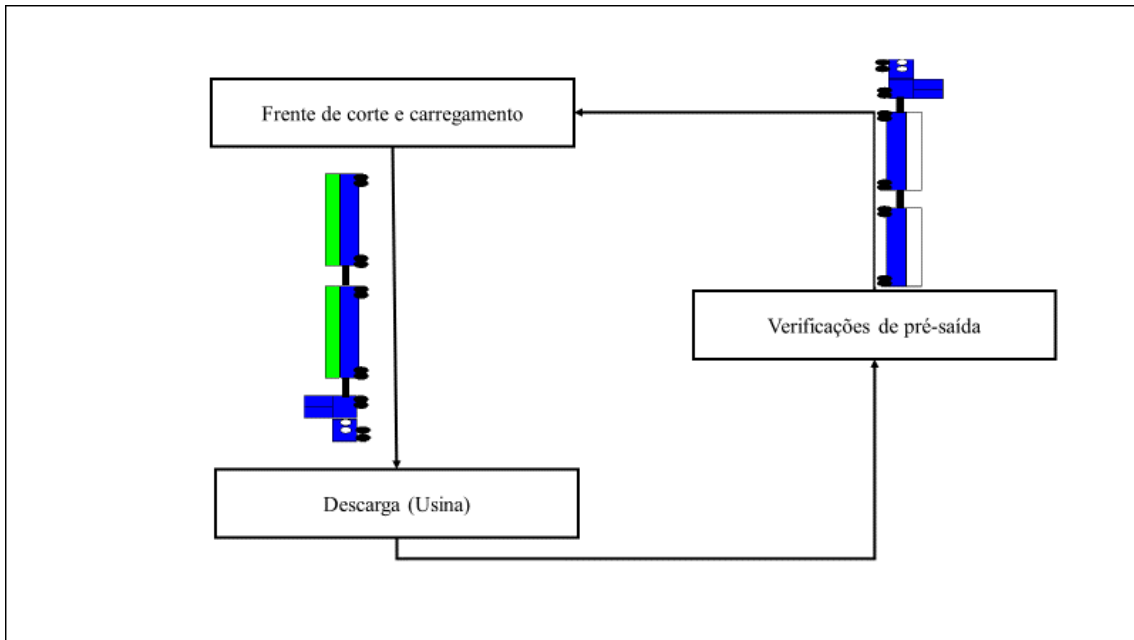 Frente de corte e carregamento
Verificações de pré-saída
Descarga (Usina)